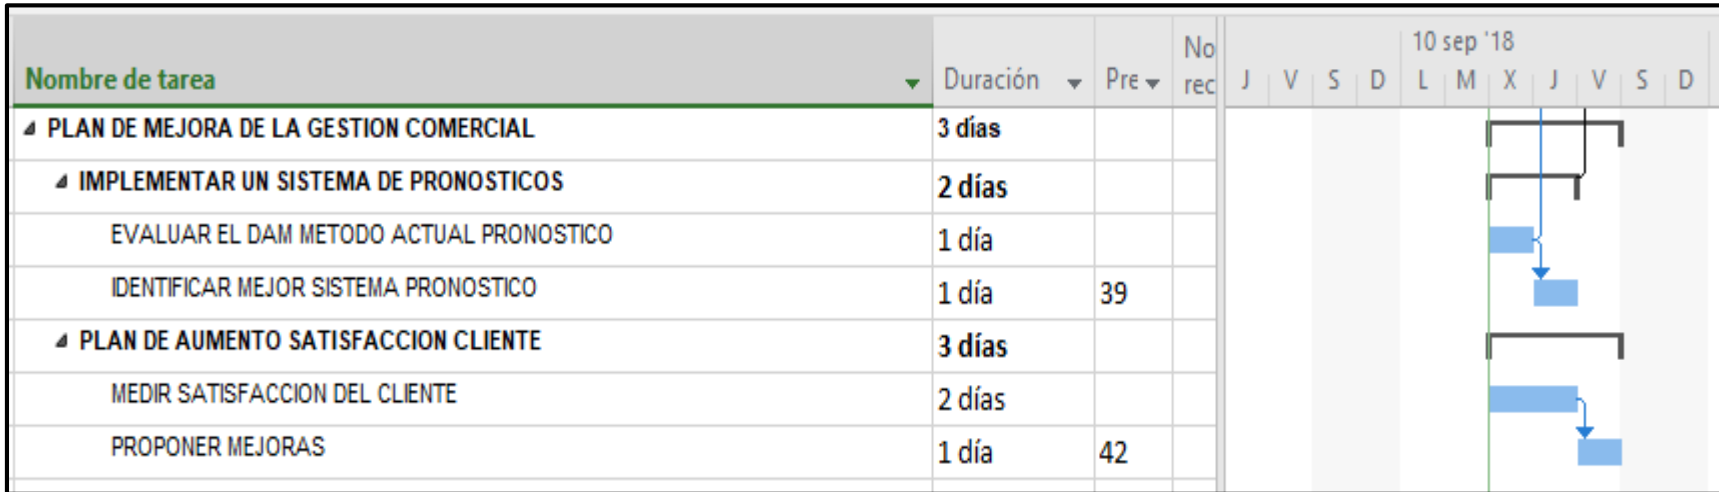 No 10 sep '18
Nombre de tarea Duración Pre rec J V S D L M X J V S D
PLAN DE MEJORA DE LA GESTION COMERCIAL 3 días
IMPLEMENTAR UN SISTEMA DE PRONOSTICOS 2 días
EVALUAR EL DAM METODO ACTUAL PRONOSTICO 1 día
IDENTIFICAR MEJOR SISTEMA PRONOSTICO 1 día 39
PLAN DE AUMENTO SATISFACCION CLIENTE 3 días
MEDIR SATISFACCION DEL CLIENTE 2 días
PROPONER MEJORAS 1 día 42